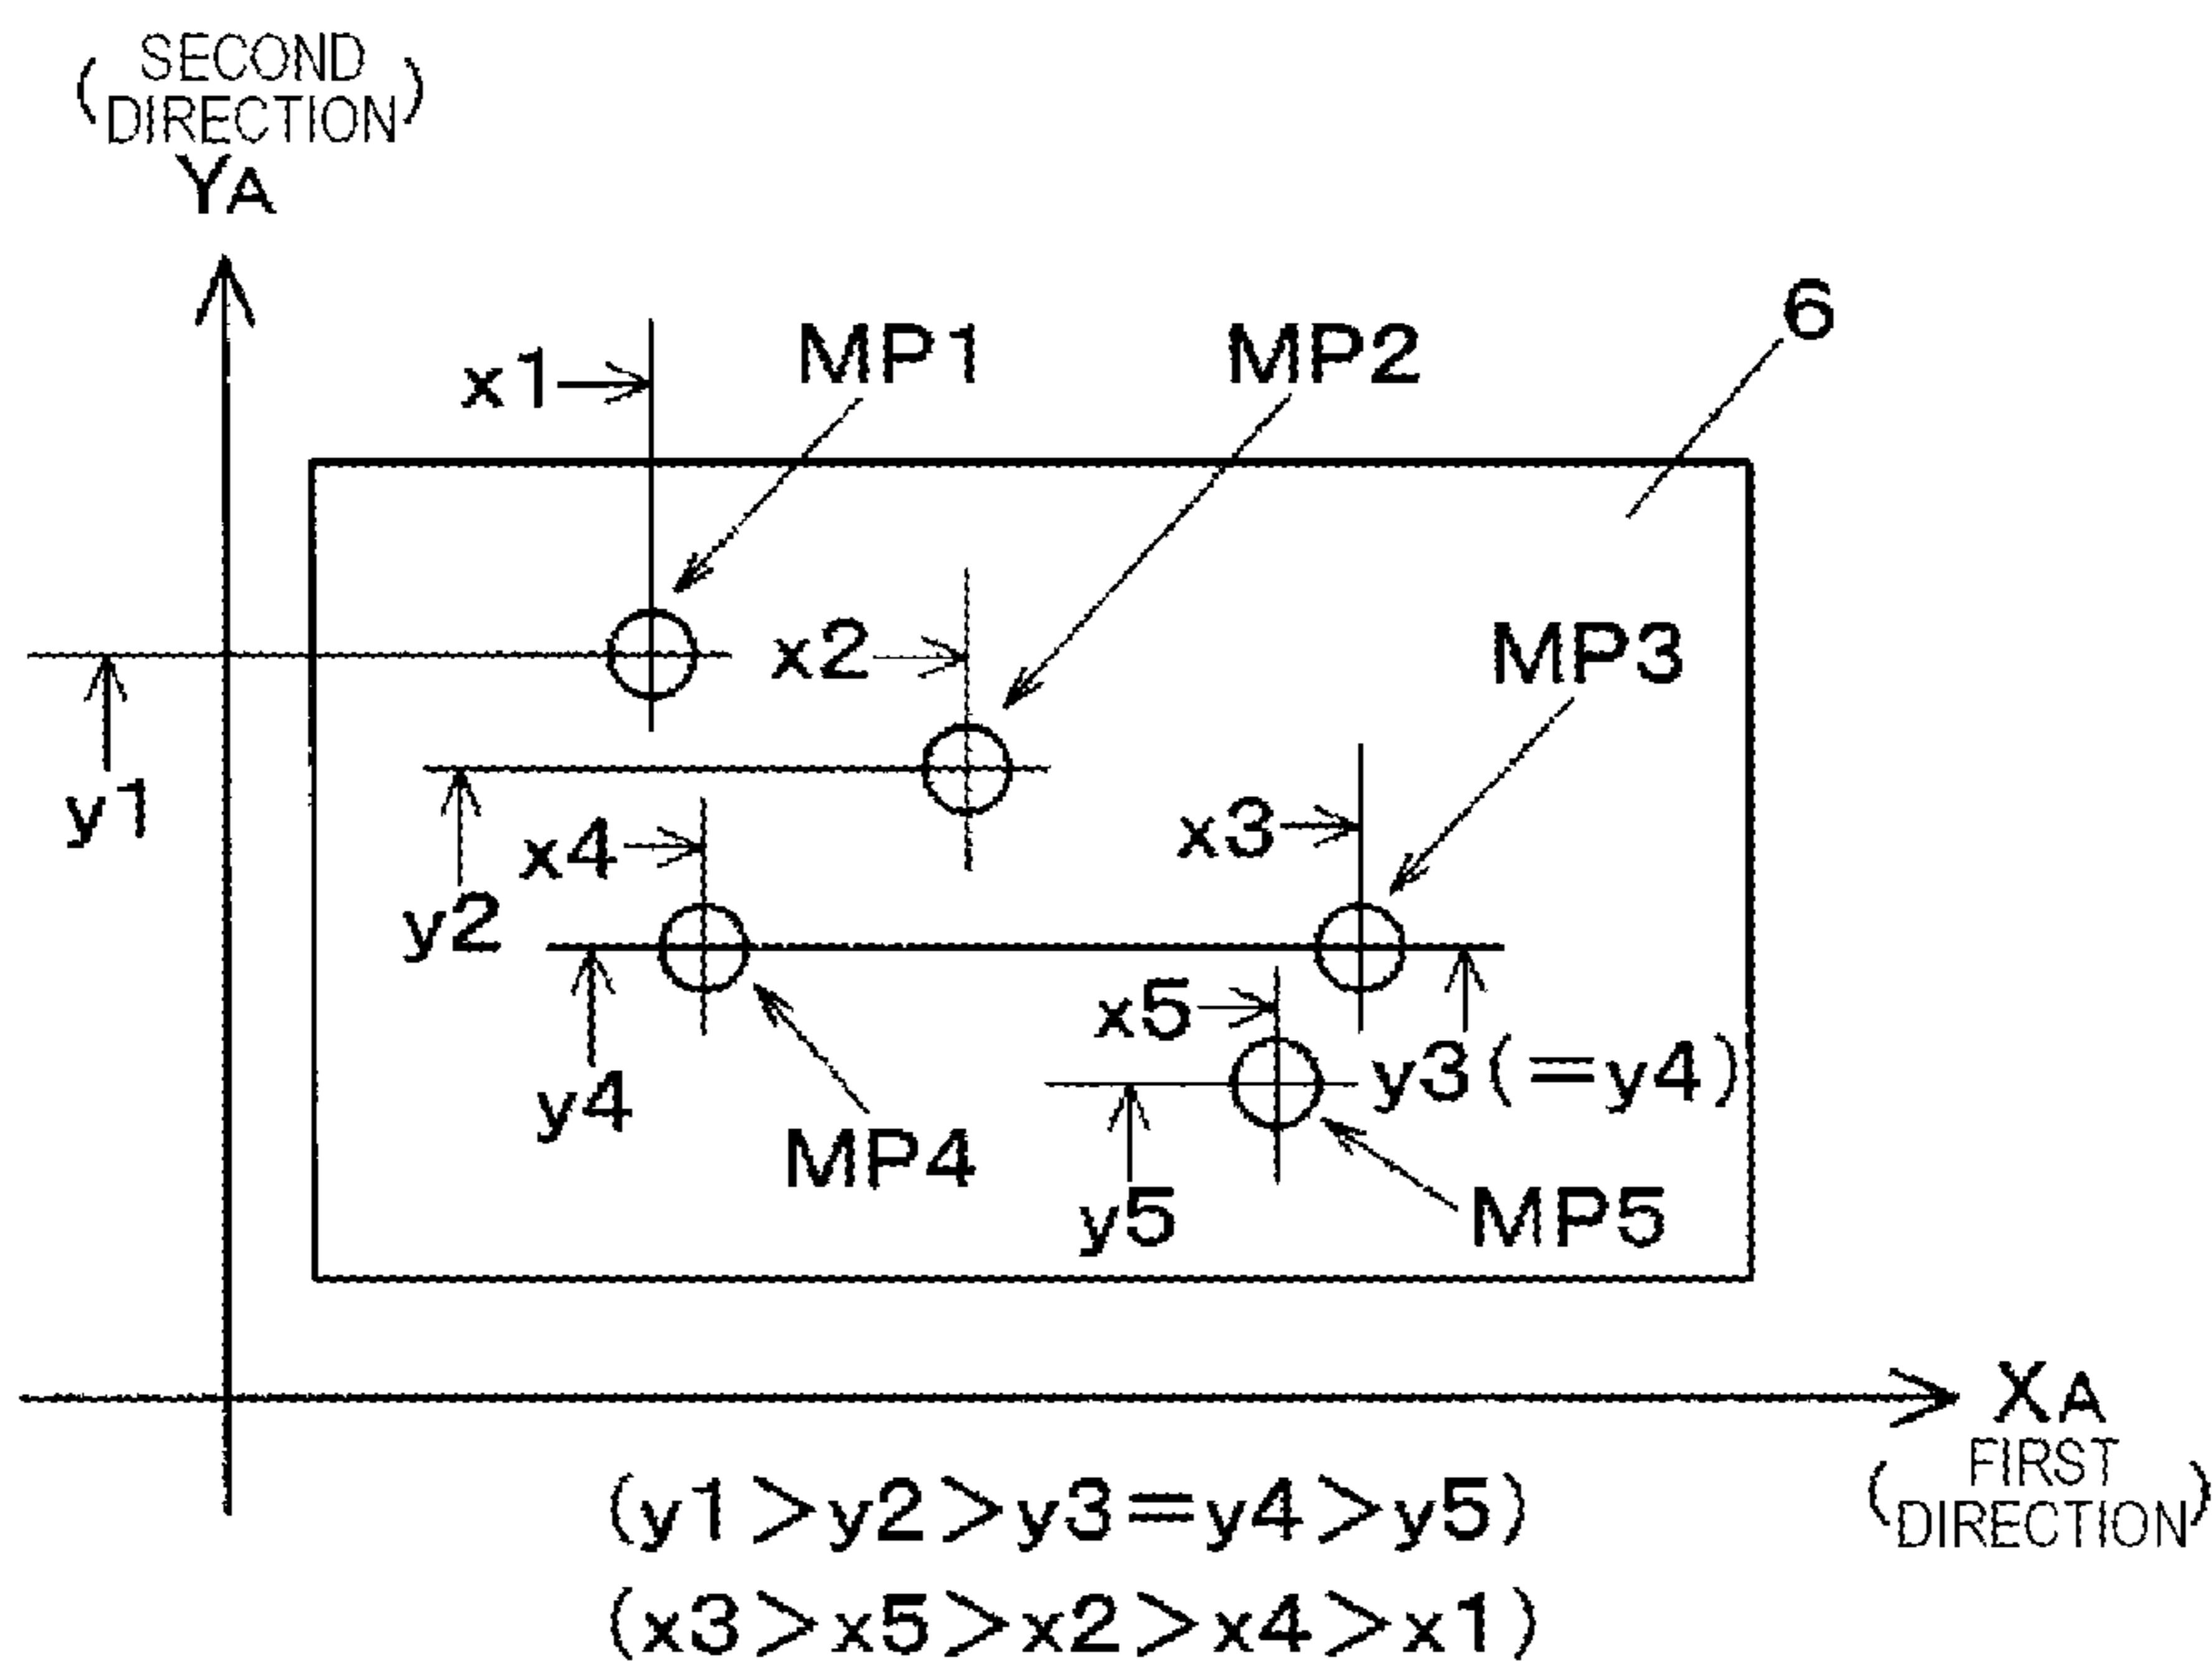 (SECOND DIRECTION)
YA
6
MP1
MP2
x1
x2
MP3
y1
x3
x4
y2
x5
y3(=y4)
y4
MP4
y5
MP5
XA
(FIRST DIRECTION)
(y1>y2>y3=y4>y5)
(x3>x5>x2>x4>x1)